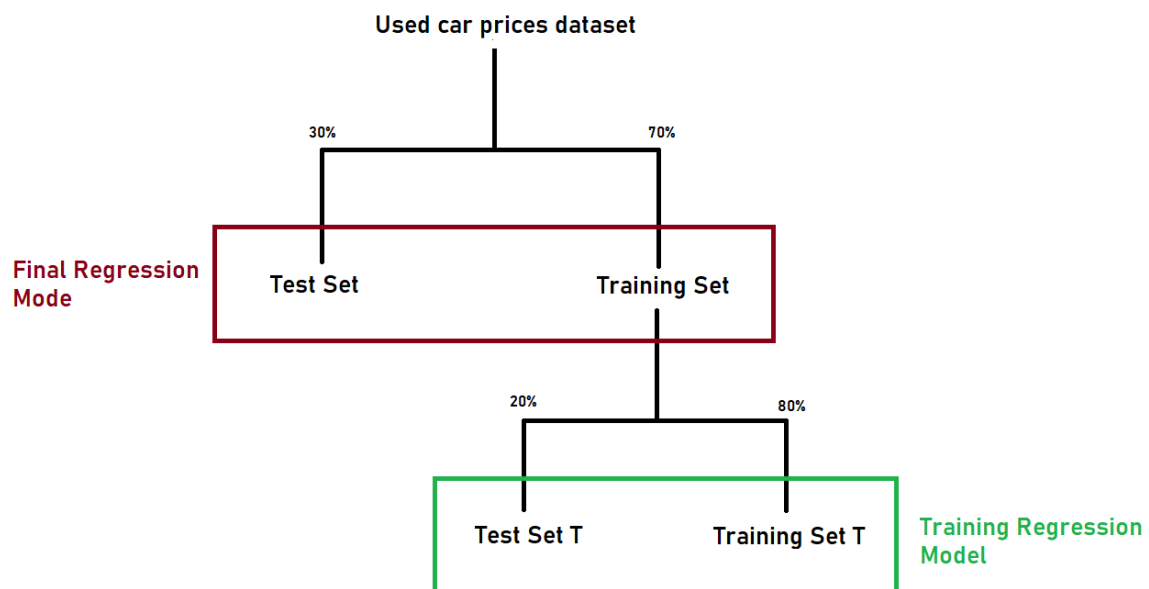 Used car prices dataset
30%
70%
Final Regression
Mode
Test Set
Training Set
20%
80%
Test Set T
Training Set T
Training Regression
Model